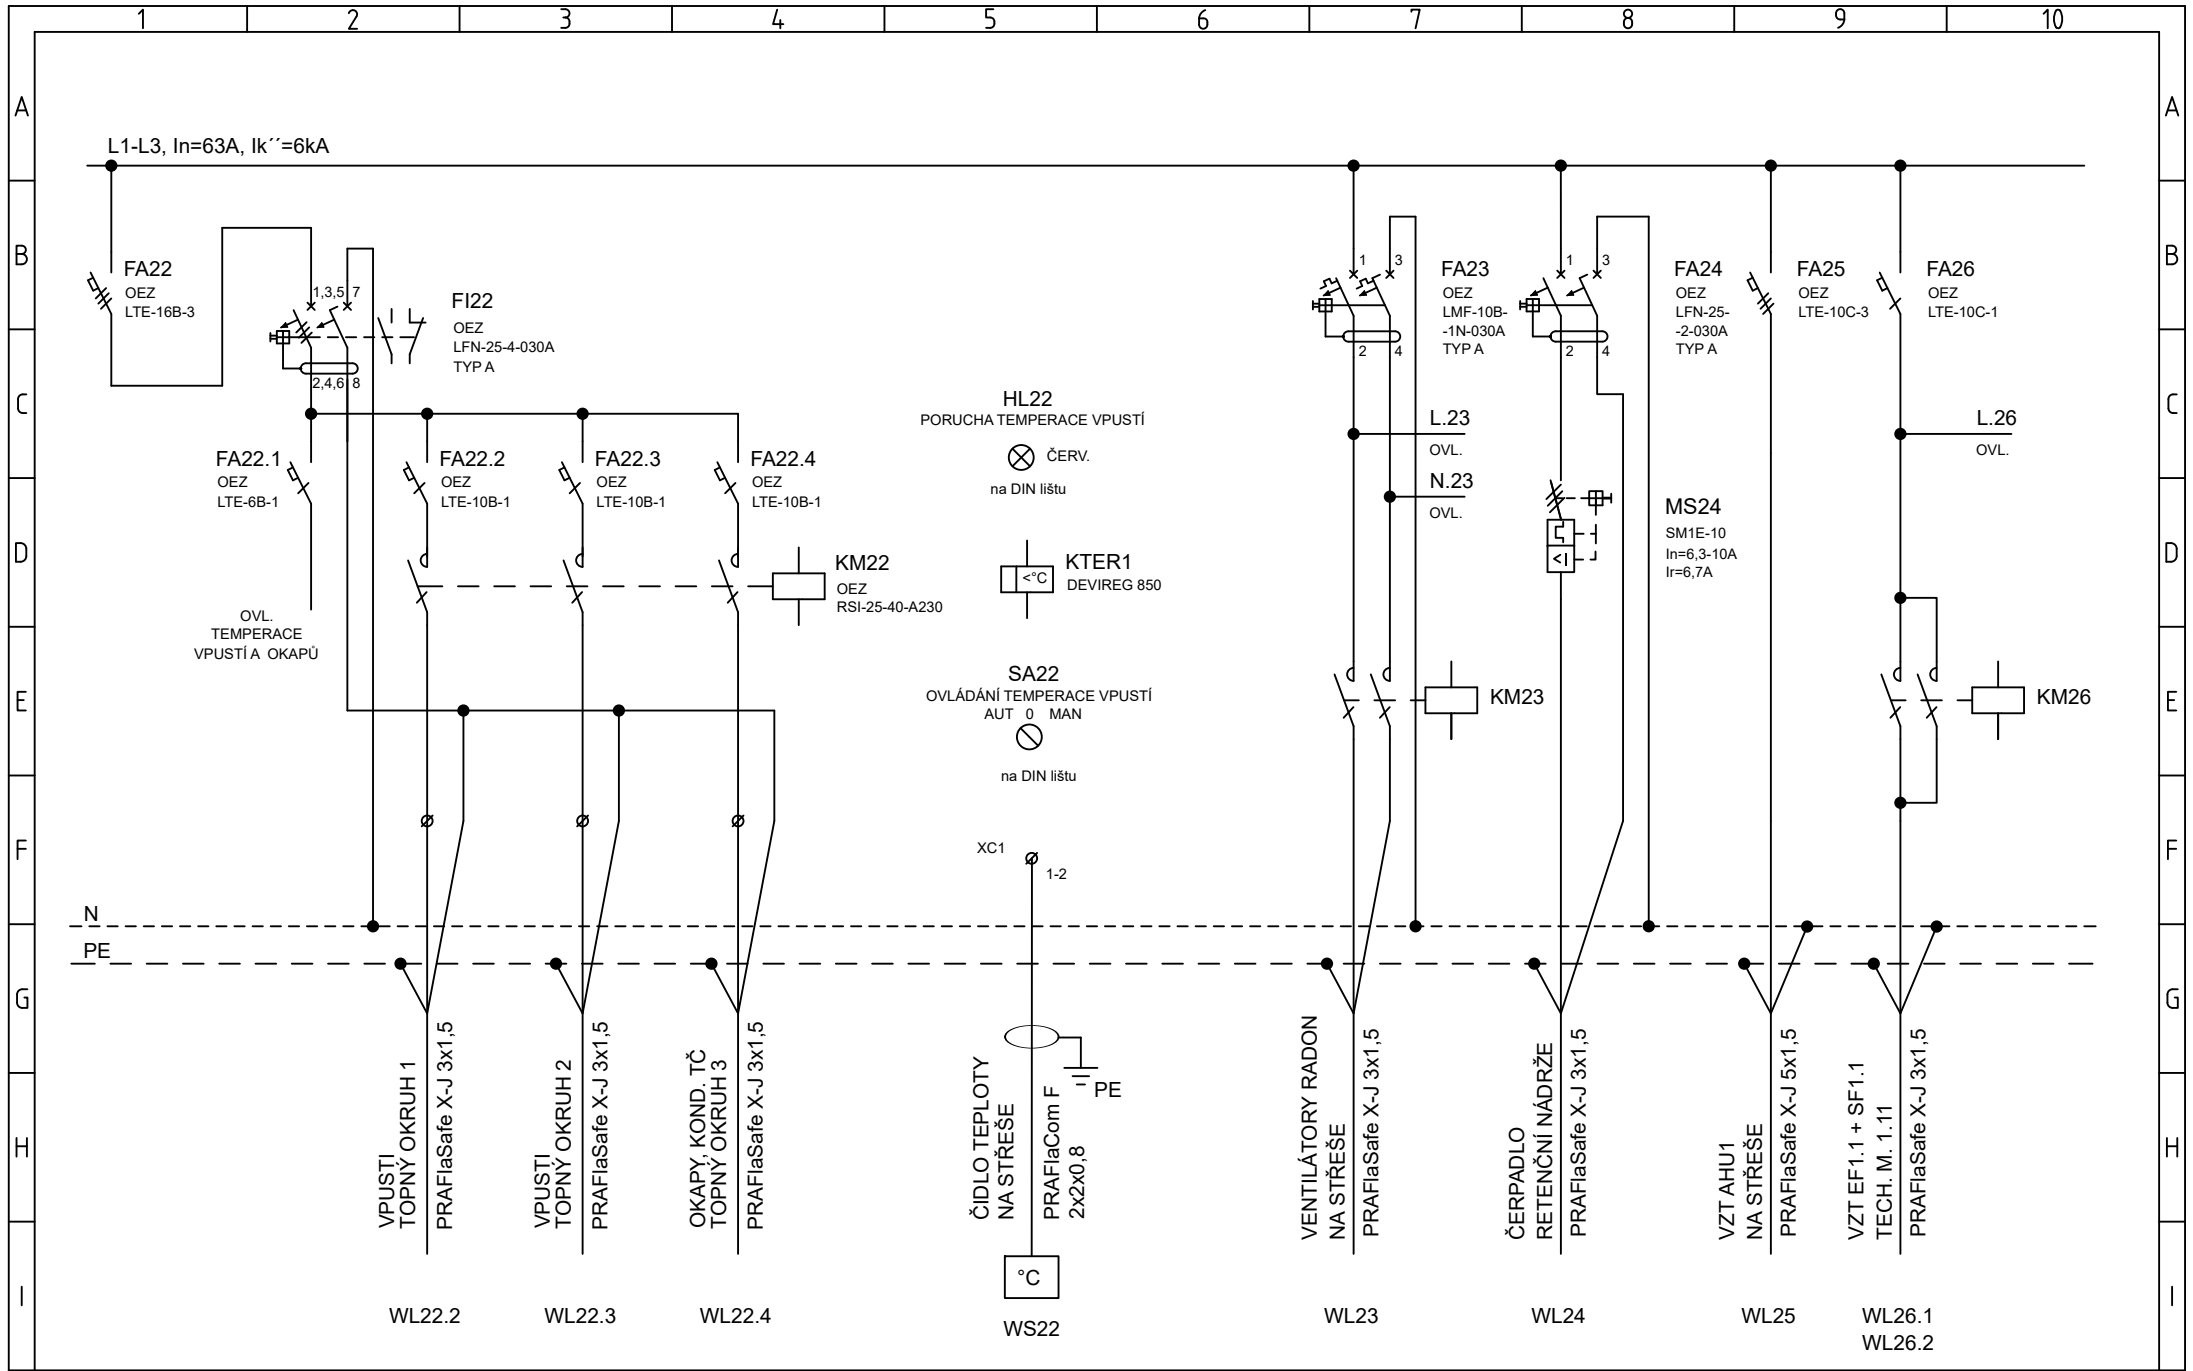 1 2 3 4 5 6 7 8 9 10
A A
B B
C C
D D
E E
F F
G G
H H
I I
L1-L3, In=63A, Ik´´=6kA
FA22
OEZ
LTE-16B-3
1,3,5 7
2,4,6 8
FI22
OEZ
LFN-25-4-030A
TYP A
FA22.1
OEZ
LTE-6B-1
OVL.
TEMPERACE
VPUSTÍ A OKAPŮ
FA22.2
OEZ
LTE-10B-1
FA22.3
OEZ
LTE-10B-1
FA22.4
OEZ
LTE-10B-1
KM22
OEZ
RSI-25-40-A230
HL22
PORUCHA TEMPERACE VPUSTÍ
ČERV.
na DIN lištu
<°C
KTER1
DEVIREG 850
SA22
OVLÁDÁNÍ TEMPERACE VPUSTÍ
AUT 0 MAN
na DIN lištu
XC1
1-2
1 3
2 4
FA23
OEZ
LMF-10B-
-1N-030A
TYP A
L.23
OVL.
N.23
OVL.
KM23
1 3
2 4
FA24
OEZ
LFN-25-
-2-030A
TYP A
<I
MS24
SM1E-10
In=6,3-10A
Ir=6,7A
FA25
OEZ
LTE-10C-3
FA26
OEZ
LTE-10C-1
L.26
OVL.
KM26
N
PE
VPUSTI
TOPNÝ OKRUH 1
PRAFlaSafe X-J 3x1,5
VPUSTI
TOPNÝ OKRUH 2
PRAFlaSafe X-J 3x1,5
OKAPY, KOND. TČ
TOPNÝ OKRUH 3
PRAFlaSafe X-J 3x1,5
ČIDLO TEPLOTY
NA STŘEŠE
PRAFlaCom F
2x2x0,8
PE
°C
VENTILÁTORY RADON
NA STŘEŠE
PRAFlaSafe X-J 3x1,5
ČERPADLO
RETENČNÍ NÁDRŽE
PRAFlaSafe X-J 3x1,5
VZT AHU1
NA STŘEŠE
PRAFlaSafe X-J 5x1,5
VZT EF1.1 + SF1.1
TECH. M. 1.11
PRAFlaSafe X-J 3x1,5
WL22.2
WL22.3
WL22.4
WS22
WL23
WL24
WL25
WL26.1
WL26.2